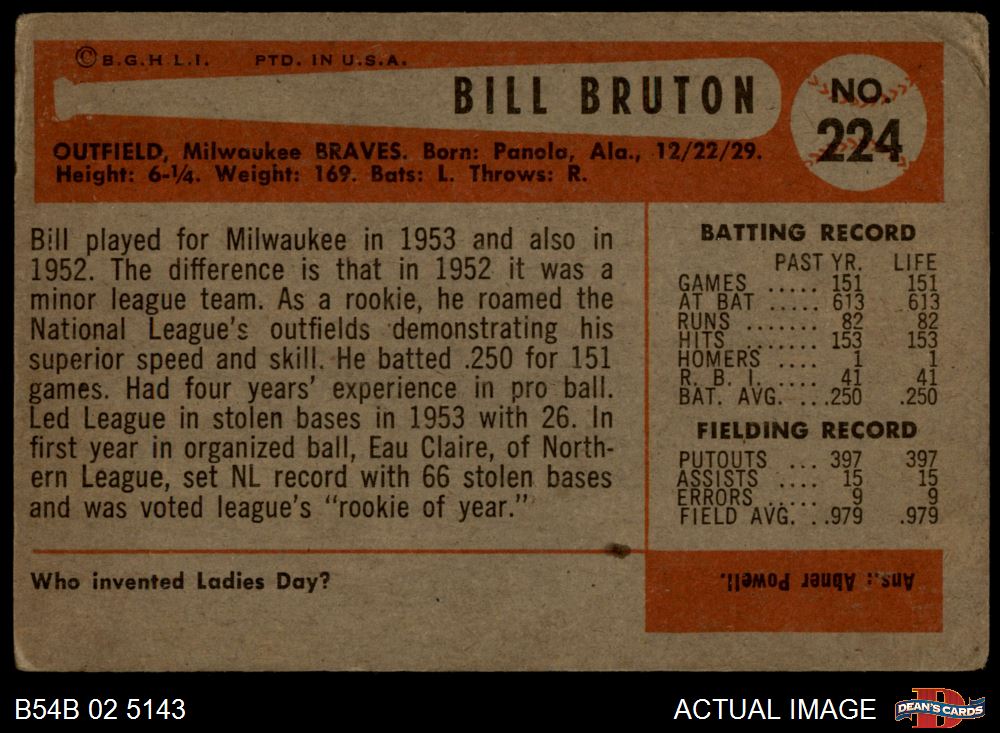 © B.G.H L.I. PTD. IN U.S.A.
BILL BRUTON
NO.
224
OUTFIELD, Milwaukee BRAVES. Born: Panola, Ala., 12/22/29.
Height: 6-¼. Weight: 169. Bats: L. Throws: R.
Bill played for Milwaukee in 1953 and also in
1952. The difference is that in 1952 it was a
minor league team. As a rookie, he roamed the
National League's outfields demonstrating his
superior speed and skill. He batted .250 for 151
games. Had four years' experience in pro ball.
Led League in stolen bases in 1953 with 26. In
first year in organized ball, Eau Claire, of North-
ern League, set NL record with 66 stolen bases
and was voted league's "rookie of year."
BATTING RECORD
PAST YR. LIFE
GAMES ..... 151 151
AT BAT ..... 613 613
RUNS ....... 82 82
HITS ....... 153 153
HOMERS ..... 1 1
R. B. I. .... 41 41
BAT. AVG. ... .250 .250
FIELDING RECORD
PUTOUTS ... 397 397
ASSISTS .... 15 15
ERRORS ..... 9 9
FIELD AVG. . .979 .979
Who invented Ladies Day?
Ans.: Abner Powell.
B54B 02 5143
ACTUAL IMAGE
D
DEAN'S CARDS